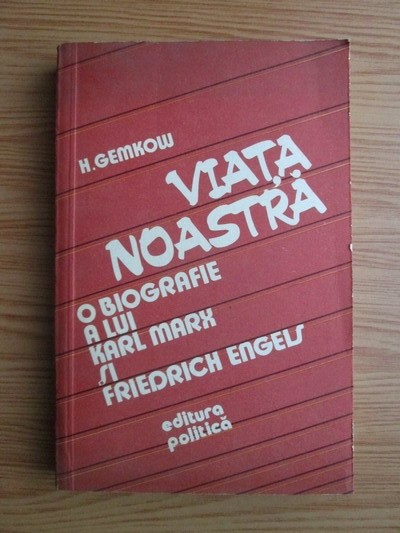 H. GEMKOW
VIAȚA
NOASTRĂ
O BIOGRAFIE
A LUI
KARL MARX
ȘI
FRIEDRICH ENGELS
editura
politică